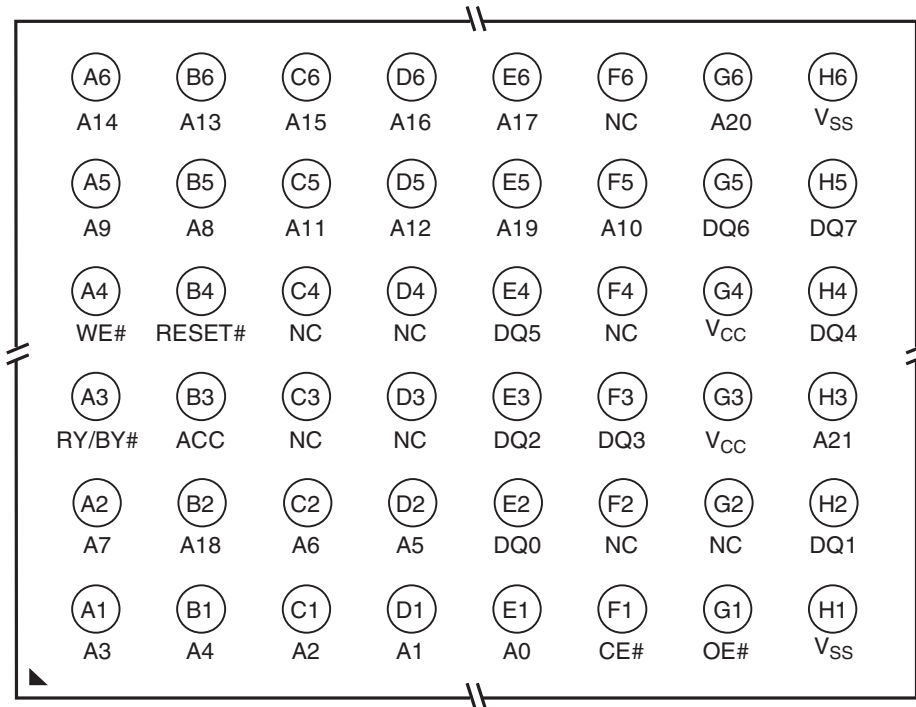 A6 B6 C6 D6 E6 F6 G6 H6
A14 A13 A15 A16 A17 NC A20 VSS
A5 B5 C5 D5 E5 F5 G5 H5
A9 A8 A11 A12 A19 A10 DQ6 DQ7
A4 B4 C4 D4 E4 F4 G4 H4
WE# RESET# NC NC DQ5 NC VCC DQ4
A3 B3 C3 D3 E3 F3 G3 H3
RY/BY# ACC NC NC DQ2 DQ3 VCC A21
A2 B2 C2 D2 E2 F2 G2 H2
A7 A18 A6 A5 DQ0 NC NC DQ1
A1 B1 C1 D1 E1 F1 G1 H1
A3 A4 A2 A1 A0 CE# OE# VSS